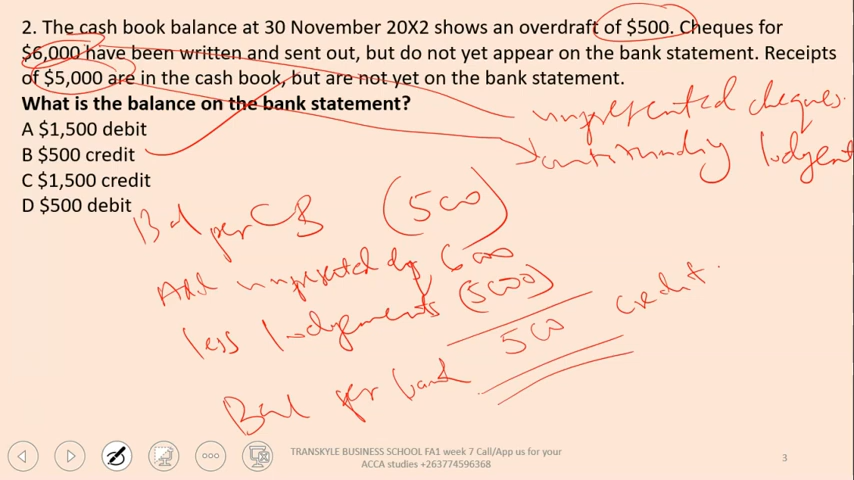 2. The cash book balance at 30 November 20X2 shows an overdraft of $500. Cheques for
$6,000 have been written and sent out, but do not yet appear on the bank statement. Receipts
of $5,000 are in the cash book, but are not yet on the bank statement.
What is the balance on the bank statement?
A $1,500 debit
B $500 credit
C $1,500 credit
D $500 debit
unpresented cheques.
Bal per CB (500)
Add unpresented
less lodgements (5000)
500 credit.
Bal per bank
TRANSKYLE BUSINESS SCHOOL FA1 week 7 Call/App us for your
ACCA studies +263774596368
3